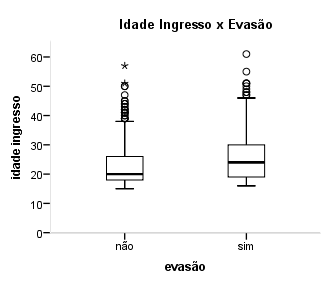 Idade Ingresso x Evasão
60
50
40
30
20
10
0
idade ingresso
não
sim
evasão